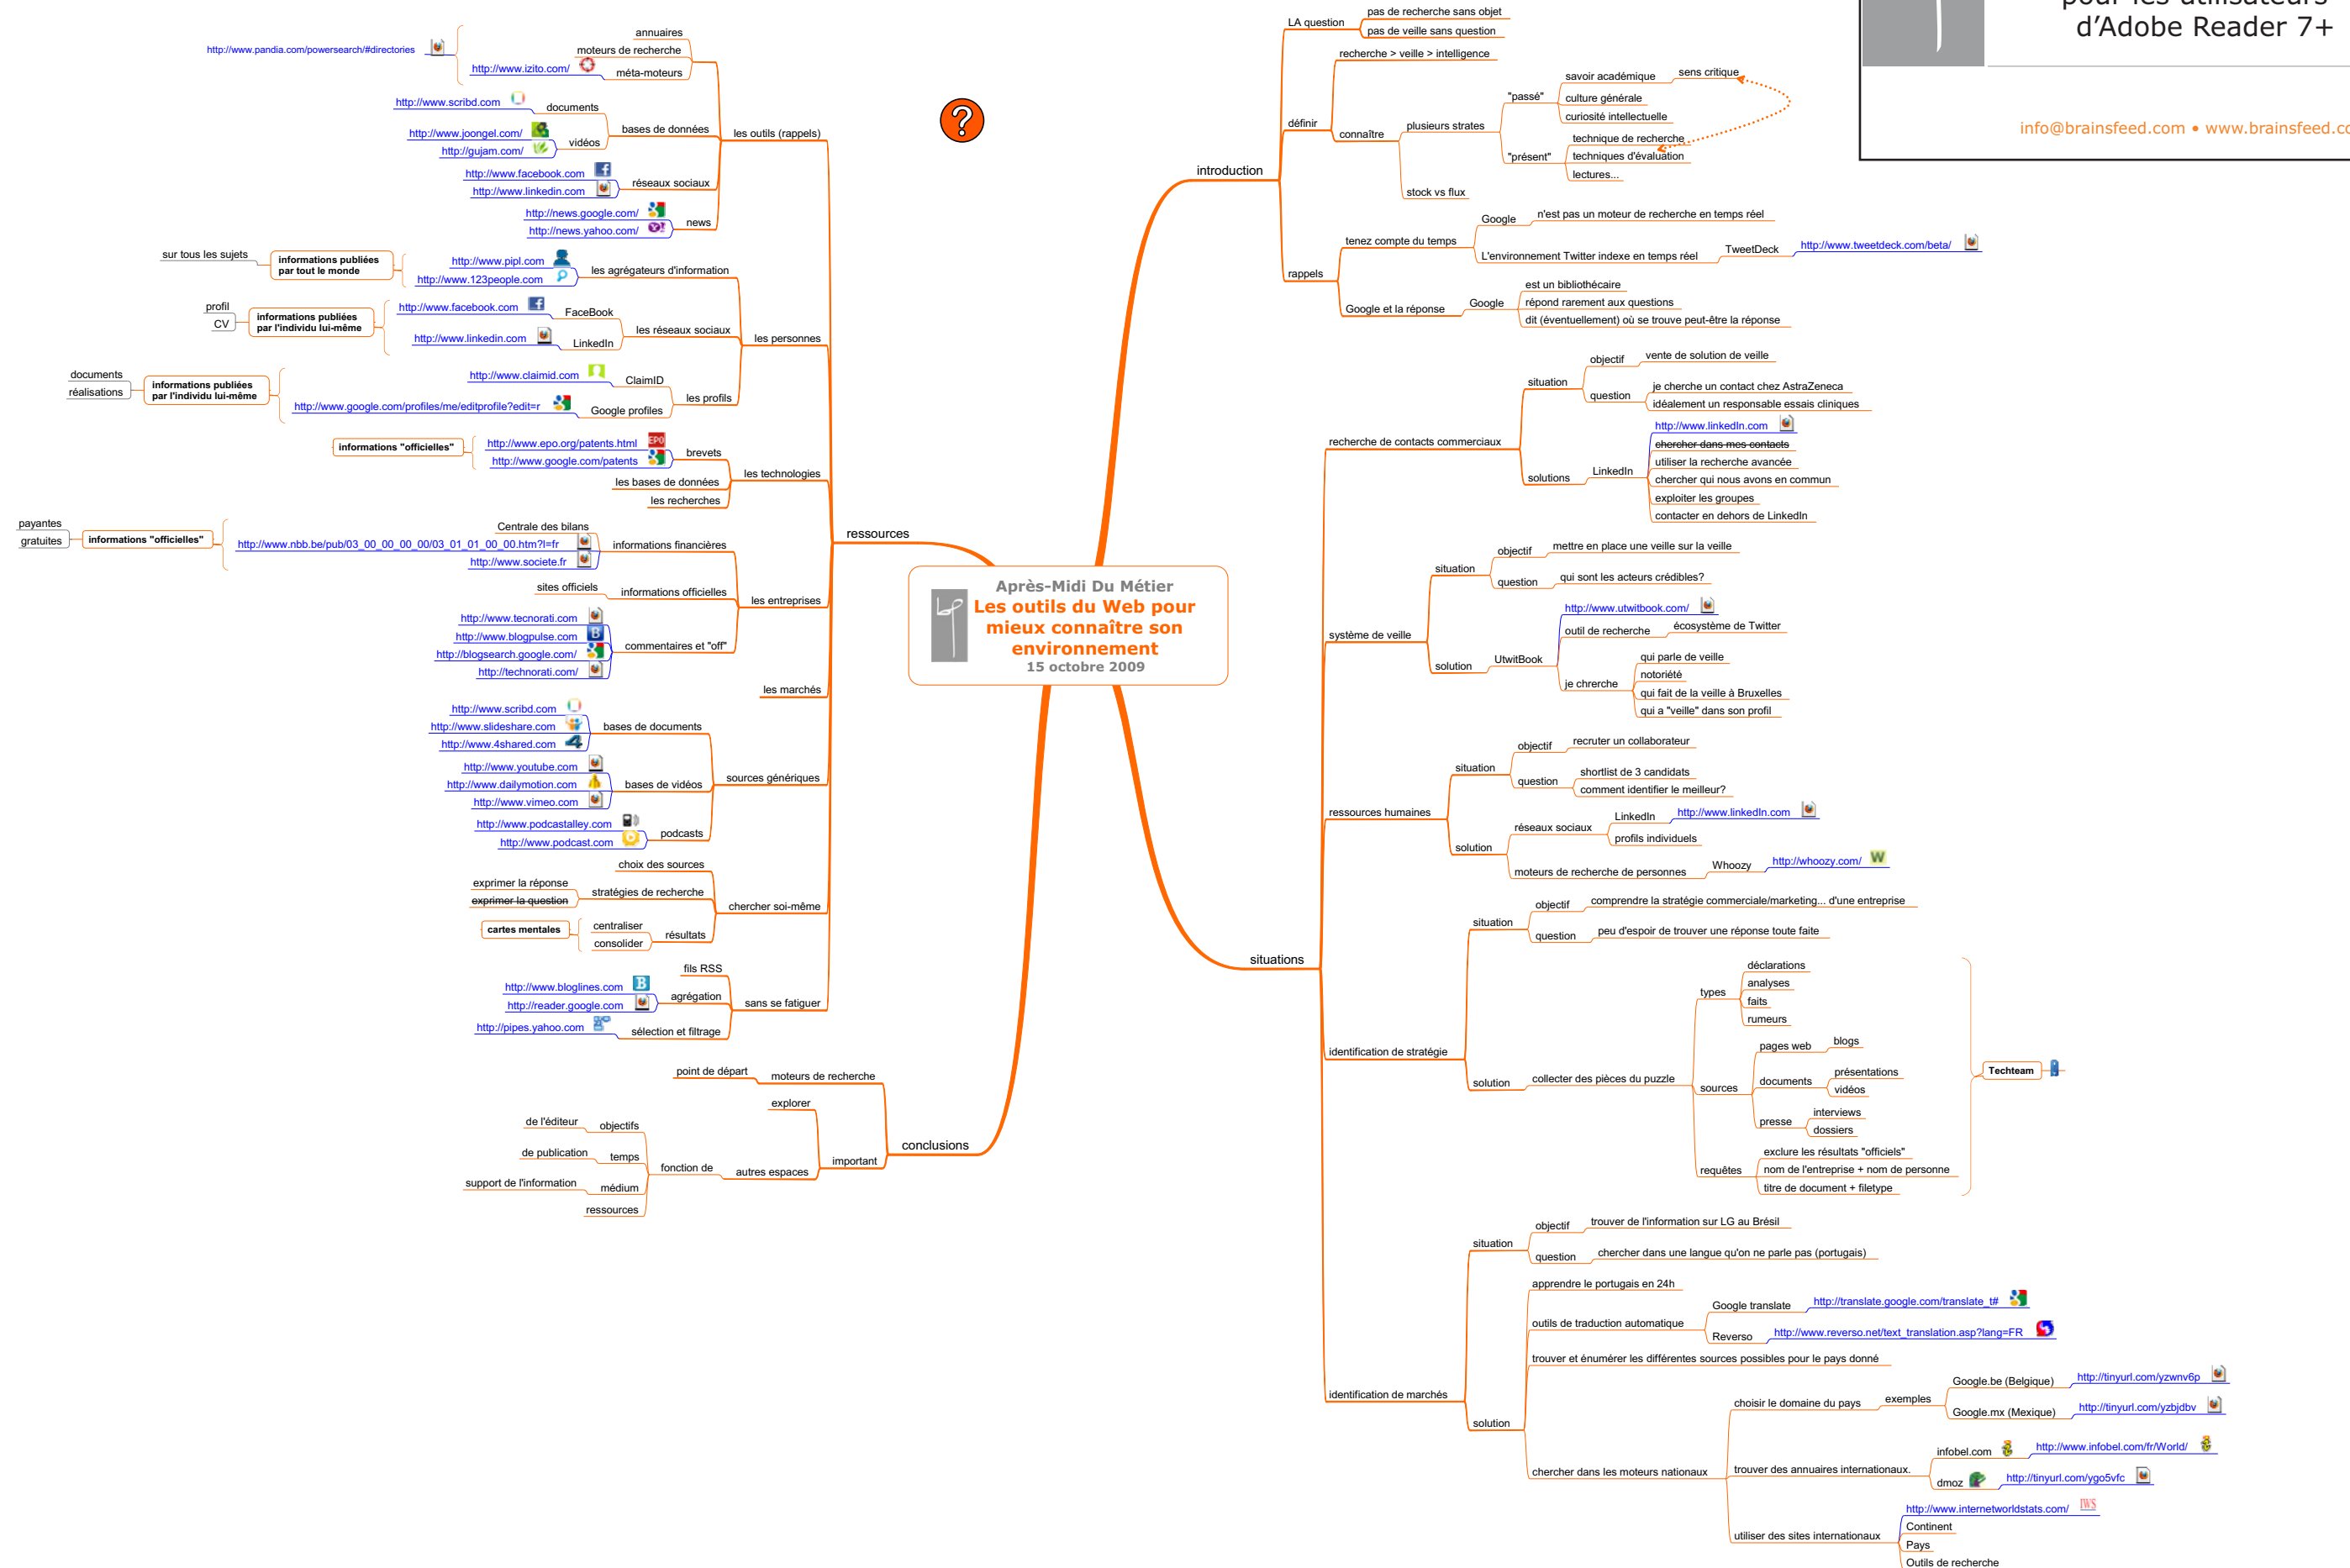 pour les utilisateurs
d'Adobe Reader 7+
info@brainsfeed.com • www.brainsfeed.co
Après-Midi Du Métier
Les outils du Web pour
mieux connaître son
environnement
15 octobre 2009
introduction
LA question
pas de recherche sans objet
pas de veille sans question
définir
recherche > veille > intelligence
connaître
plusieurs strates
"passé"
savoir académique
sens critique
culture générale
curiosité intellectuelle
"présent"
technique de recherche
techniques d'évaluation
lectures...
stock vs flux
rappels
tenez compte du temps
Google
n'est pas un moteur de recherche en temps réel
L'environnement Twitter indexe en temps réel
TweetDeck
http://www.tweetdeck.com/beta/
Google et la réponse
Google
est un bibliothécaire
répond rarement aux questions
dit (éventuellement) où se trouve peut-être la réponse
situations
recherche de contacts commerciaux
situation
objectif
vente de solution de veille
question
je cherche un contact chez AstraZeneca
idéalement un responsable essais cliniques
solutions
LinkedIn
http://www.linkedIn.com
chercher dans mes contacts
utiliser la recherche avancée
chercher qui nous avons en commun
exploiter les groupes
contacter en dehors de LinkedIn
système de veille
situation
objectif
mettre en place une veille sur la veille
question
qui sont les acteurs crédibles?
solution
UtwitBook
http://www.utwitbook.com/
outil de recherche
écosystème de Twitter
je chrerche
qui parle de veille
notoriété
qui fait de la veille à Bruxelles
qui a "veille" dans son profil
ressources humaines
situation
objectif
recruter un collaborateur
question
shortlist de 3 candidats
comment identifier le meilleur?
solution
réseaux sociaux
LinkedIn
http://www.linkedIn.com
profils individuels
moteurs de recherche de personnes
Whoozy
http://whoozy.com/
W
identification de stratégie
situation
objectif
comprendre la stratégie commerciale/marketing... d'une entreprise
question
peu d'espoir de trouver une réponse toute faite
solution
collecter des pièces du puzzle
types
déclarations
analyses
faits
rumeurs
sources
pages web
blogs
documents
présentations
vidéos
presse
interviews
dossiers
requêtes
exclure les résultats "officiels"
nom de l'entreprise + nom de personne
titre de document + filetype
Techteam
identification de marchés
situation
objectif
trouver de l'information sur LG au Brésil
question
chercher dans une langue qu'on ne parle pas (portugais)
solution
apprendre le portugais en 24h
outils de traduction automatique
Google translate
http://translate.google.com/translate_t#
Reverso
http://www.reverso.net/text_translation.asp?lang=FR
trouver et énumérer les différentes sources possibles pour le pays donné
chercher dans les moteurs nationaux
choisir le domaine du pays
exemples
Google.be (Belgique)
http://tinyurl.com/yzwnv6p
Google.mx (Mexique)
http://tinyurl.com/yzbjdbv
trouver des annuaires internationaux.
infobel.com
http://www.infobel.com/fr/World/
dmoz
http://tinyurl.com/ygo5vfc
utiliser des sites internationaux
http://www.internetworldstats.com/
IWS
Continent
Pays
Outils de recherche
ressources
les outils (rappels)
annuaires
moteurs de recherche
méta-moteurs
http://www.izito.com/
http://www.pandia.com/powersearch/#directories
bases de données
documents
http://www.scribd.com
vidéos
http://www.joongel.com/
http://gujam.com/
réseaux sociaux
http://www.facebook.com
http://www.linkedin.com
news
http://news.google.com/
http://news.yahoo.com/
les personnes
les agrégateurs d'information
http://www.pipl.com
http://www.123people.com
informations publiées
par tout le monde
sur tous les sujets
les réseaux sociaux
FaceBook
http://www.facebook.com
LinkedIn
http://www.linkedin.com
informations publiées
par l'individu lui-même
profil
CV
les profils
ClaimID
http://www.claimid.com
Google profiles
http://www.google.com/profiles/me/editprofile?edit=r
informations publiées
par l'individu lui-même
documents
réalisations
les technologies
brevets
http://www.epo.org/patents.html
EPO
http://www.google.com/patents
informations "officielles"
les bases de données
les recherches
les entreprises
informations financières
Centrale des bilans
http://www.nbb.be/pub/03_00_00_00_00/03_01_01_00_00.htm?l=fr
http://www.societe.fr
informations "officielles"
payantes
gratuites
informations officielles
sites officiels
commentaires et "off"
http://www.tecnorati.com
http://www.blogpulse.com
http://blogsearch.google.com/
http://technorati.com/
les marchés
sources génériques
bases de documents
http://www.scribd.com
http://www.slideshare.com
http://www.4shared.com
bases de vidéos
http://www.youtube.com
http://www.dailymotion.com
http://www.vimeo.com
podcasts
http://www.podcastalley.com
http://www.podcast.com
chercher soi-même
choix des sources
stratégies de recherche
exprimer la réponse
exprimer la question
résultats
centraliser
consolider
cartes mentales
sans se fatiguer
fils RSS
agrégation
http://www.bloglines.com
http://reader.google.com
sélection et filtrage
http://pipes.yahoo.com
conclusions
moteurs de recherche
point de départ
important
explorer
autres espaces
fonction de
objectifs
de l'éditeur
temps
de publication
médium
support de l'information
ressources
?